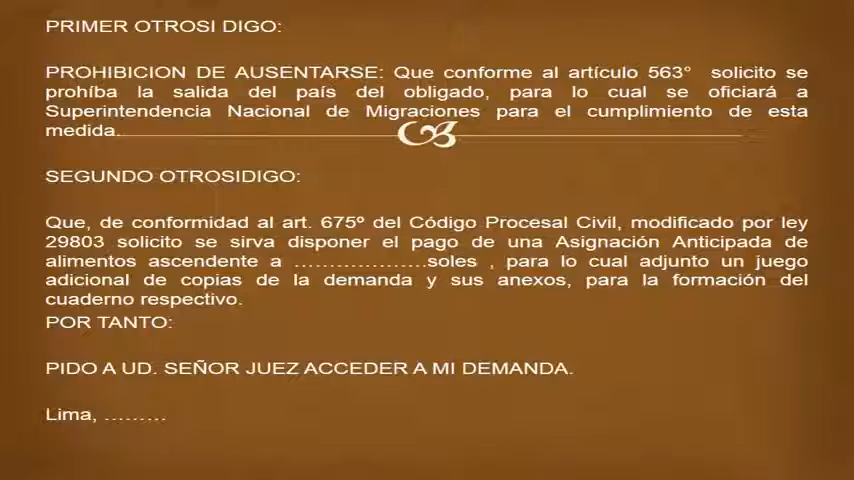 PRIMER OTROSI DIGO:
PROHIBICION DE AUSENTARSE: Que conforme al artículo 563° solicito se
prohíba la salida del país del obligado, para lo cual se oficiará a
Superintendencia Nacional de Migraciones para el cumplimiento de esta
medida.
SEGUNDO OTROSIDIGO:
Que, de conformidad al art. 675º del Código Procesal Civil, modificado por ley
29803 solicito se sirva disponer el pago de una Asignación Anticipada de
alimentos ascendente a ....................soles , para lo cual adjunto un juego
adicional de copias de la demanda y sus anexos, para la formación del
cuaderno respectivo.
POR TANTO:
PIDO A UD. SEÑOR JUEZ ACCEDER A MI DEMANDA.
Lima, .........